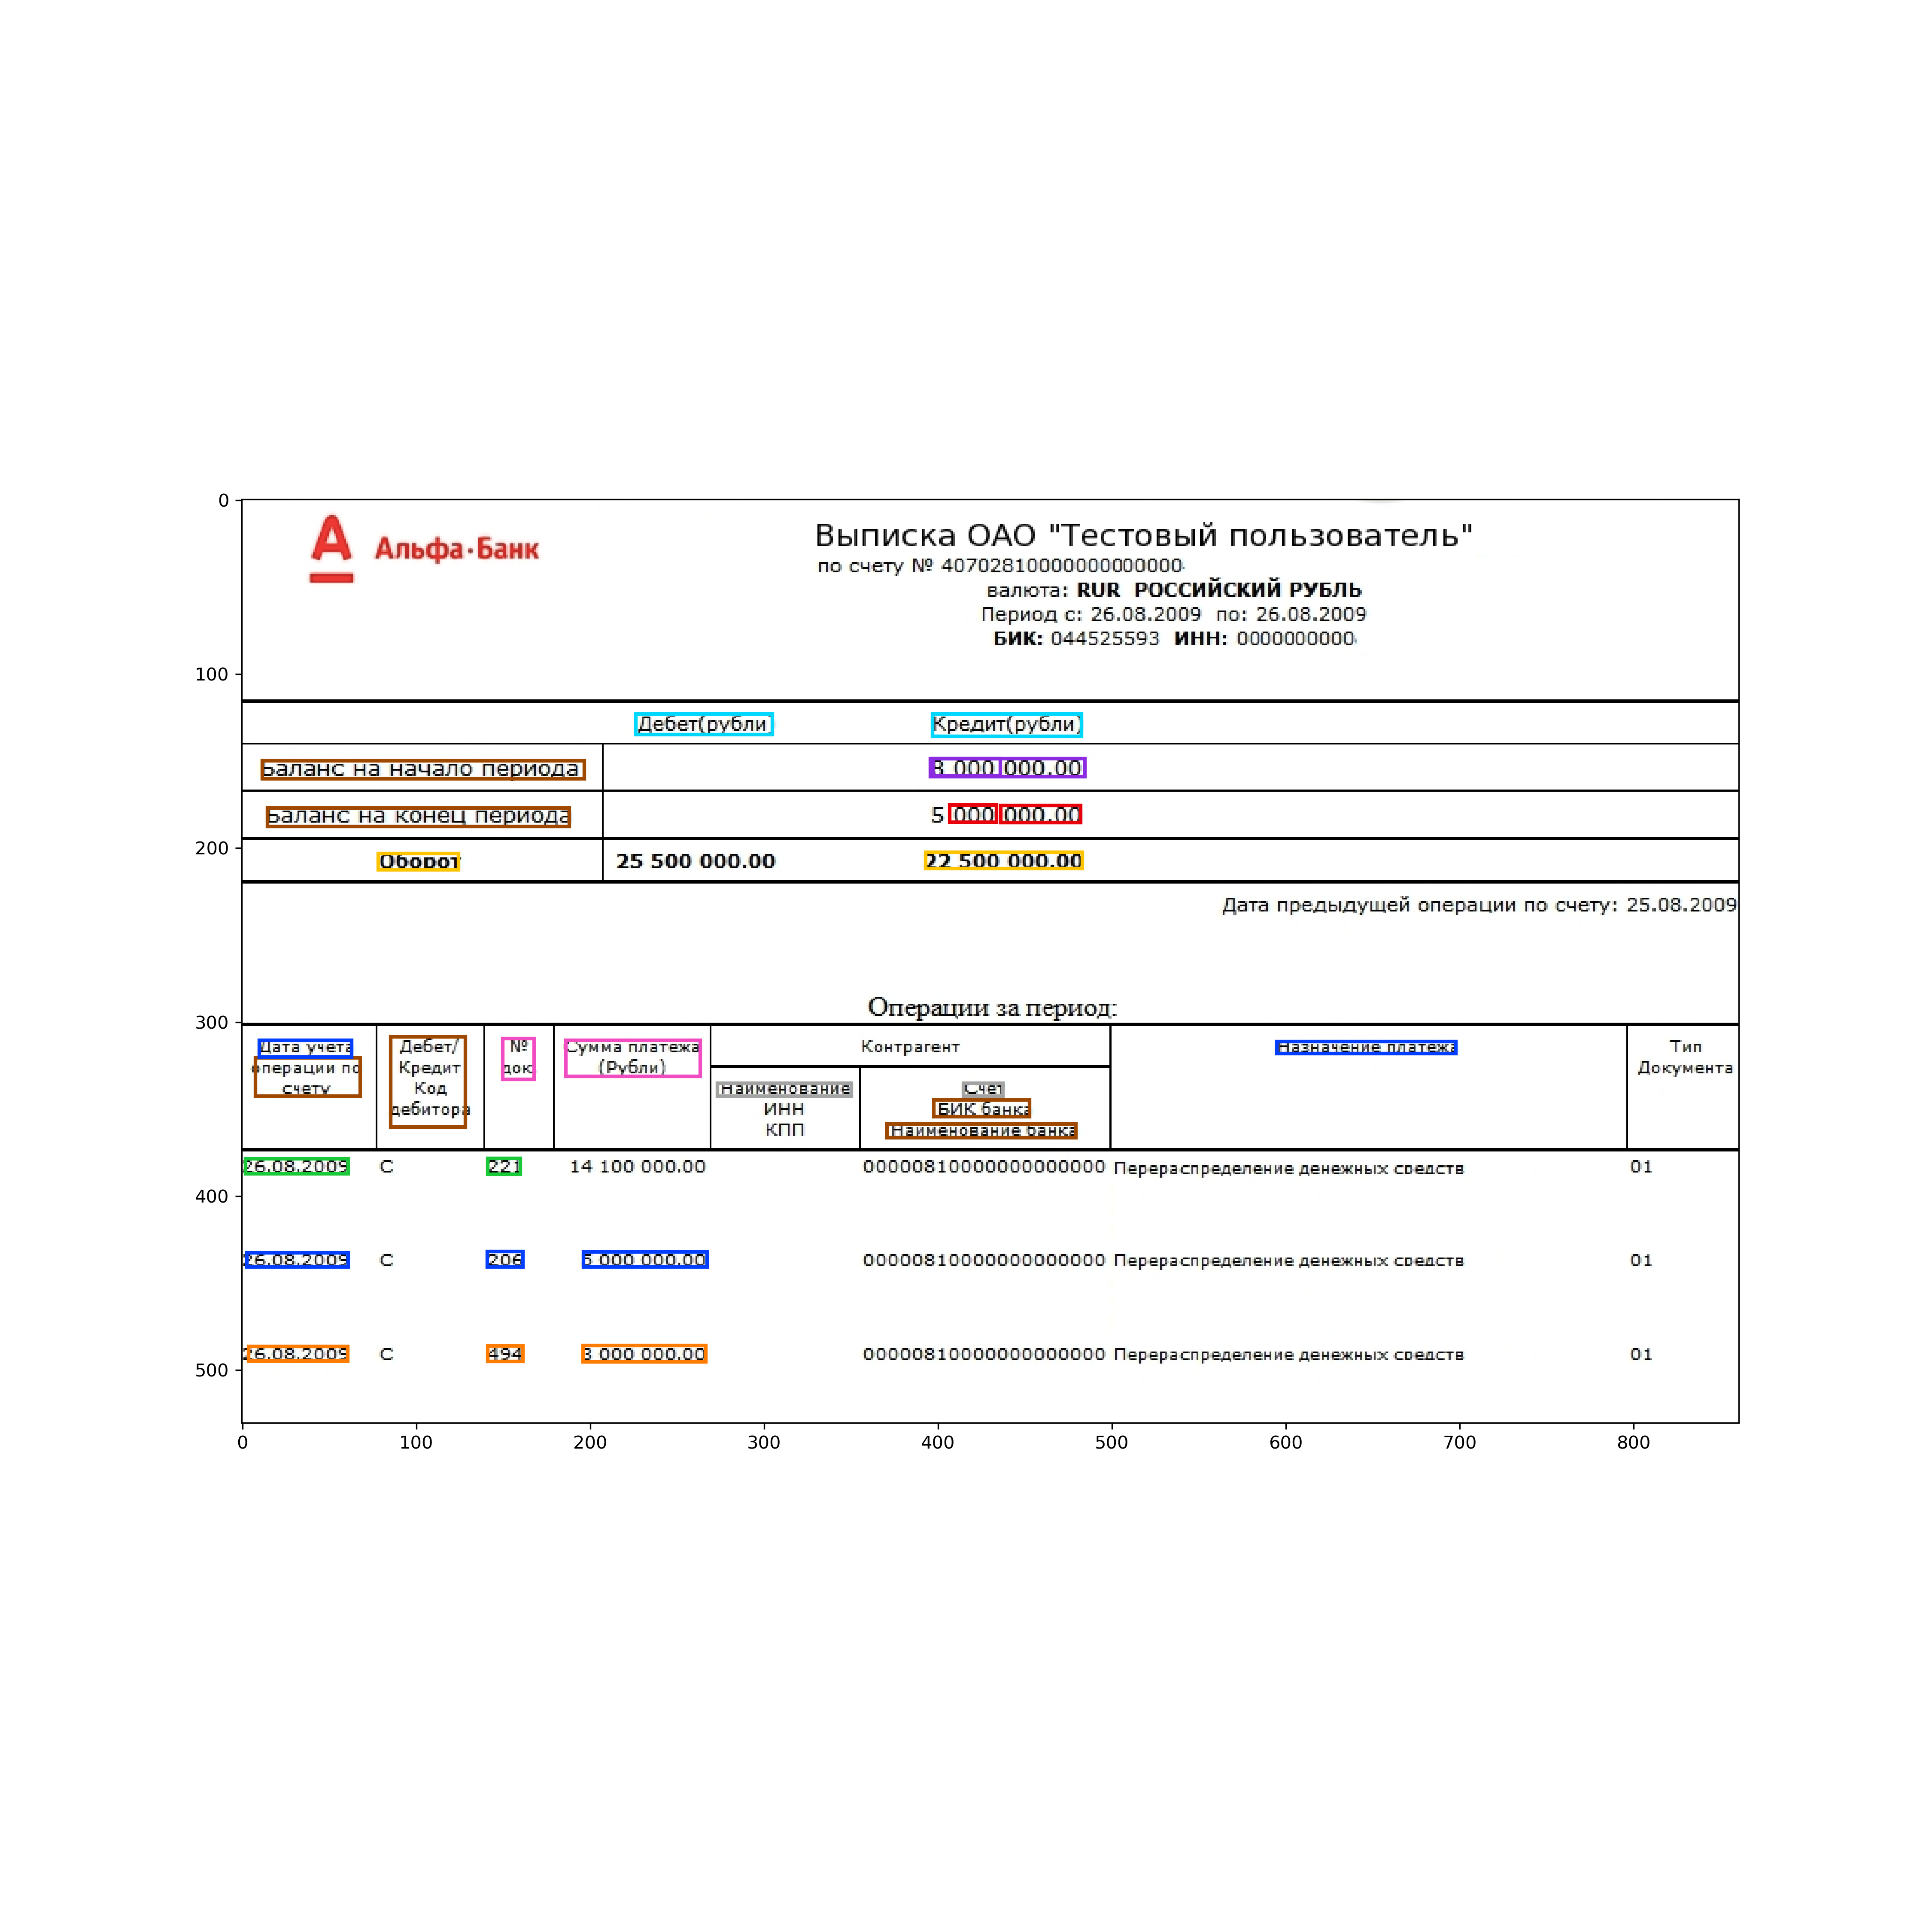 0
100
200
300
400
500
А Альфа·Банк
Выписка ОАО "Тестовый пользователь"
по счету № 40702810000000000000
валюта: RUR РОССИЙСКИЙ РУБЛЬ
Период с: 26.08.2009 по: 26.08.2009
БИК: 044525593 ИНН: 0000000000
Дебет(рубли) Кредит(рубли)
Баланс на начало периода 8 000 000.00
Баланс на конец периода 5 000 000.00
Оборот 25 500 000.00 22 500 000.00
Дата предыдущей операции по счету: 25.08.2009
Операции за период:
Дата учета
операции по
счету
Дебет/
Кредит
Код
дебитора
№
док.
Сумма платежа
(Рубли)
Контрагент
Наименование
ИНН
КПП
Счет
БИК банка
Наименование банка
Назначение платежа
Тип
Документа
26.08.2009 C 221 14 100 000.00 00000810000000000000 Перераспределение денежных средств 01
26.08.2009 C 206 5 000 000.00 00000810000000000000 Перераспределение денежных средств 01
26.08.2009 C 494 3 000 000.00 00000810000000000000 Перераспределение денежных средств 01
0 100 200 300 400 500 600 700 800